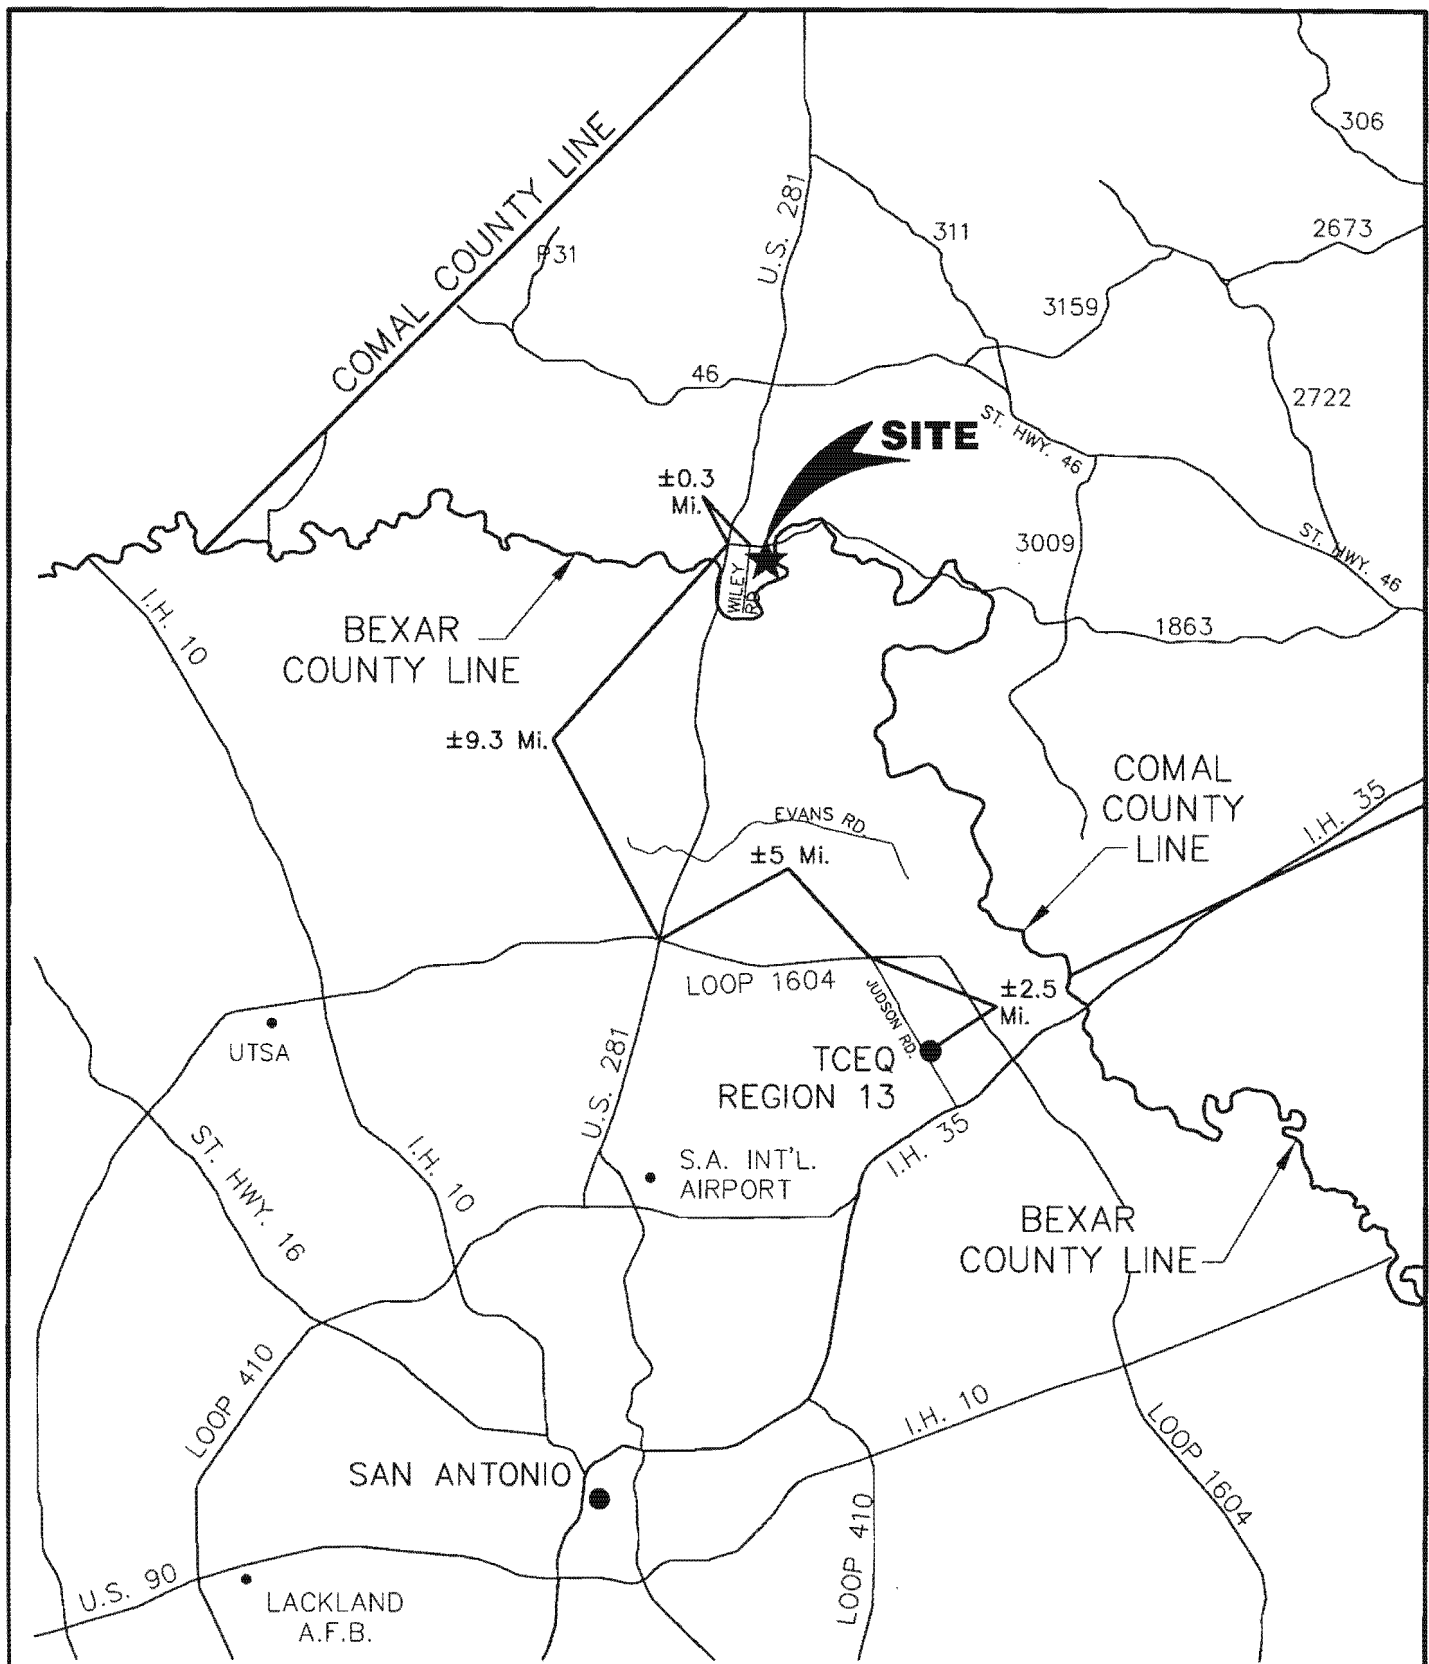 306
COMAL COUNTY LINE
U.S. 281
311
2673
P31
3159
46
2722
SITE
ST. HWY. 46
±0.3
Mi.
3009
ST. HWY. 46
WILEY
RD.
I.H. 10
BEXAR
COUNTY LINE
1863
±9.3 Mi.
COMAL
COUNTY
LINE
I.H. 35
EVANS RD.
±5 Mi.
LOOP 1604
JUDSON RD.
±2.5
Mi.
UTSA
U.S. 281
TCEQ
REGION 13
I.H. 35
ST. HWY. 16
I.H. 10
S.A. INT'L.
AIRPORT
BEXAR
COUNTY LINE
LOOP 410
I.H. 10
LOOP 1604
SAN ANTONIO
LOOP 410
U.S. 90
LACKLAND
A.F.B.